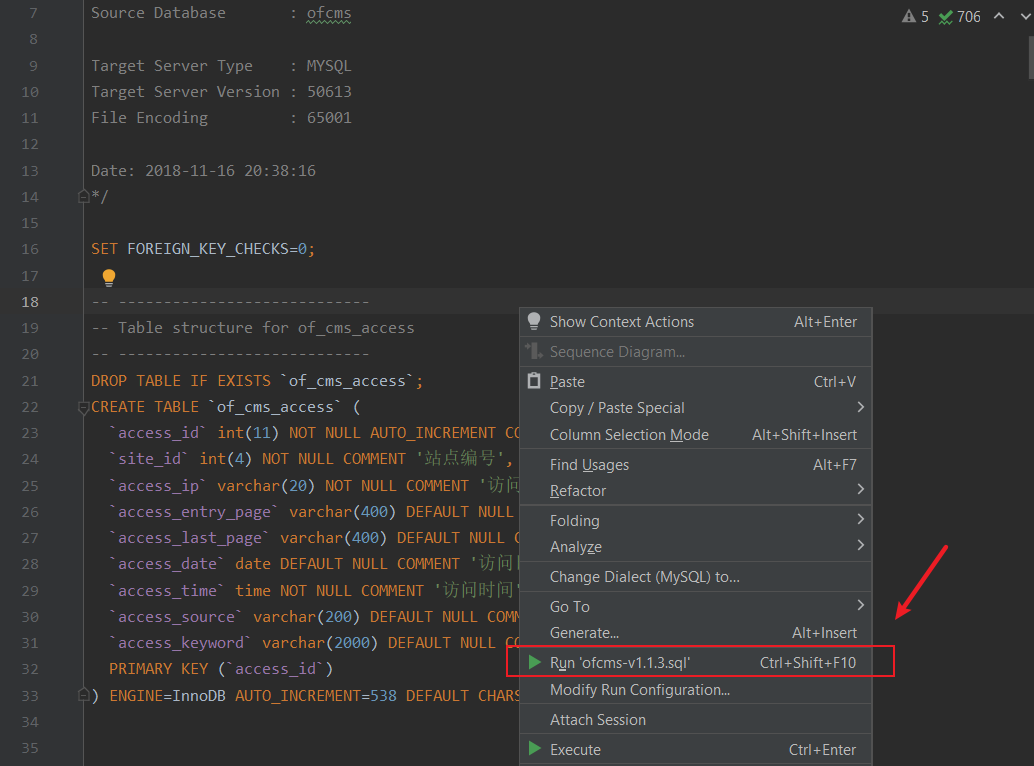 5 706
7 Source Database : ofcms
8
9 Target Server Type : MYSQL
10 Target Server Version : 50613
11 File Encoding : 65001
12
13 Date: 2018-11-16 20:38:16
14 */
15
16 SET FOREIGN_KEY_CHECKS=0;
17
18 -- ----------------------------
19 -- Table structure for of_cms_access
20 -- ----------------------------
21 DROP TABLE IF EXISTS `of_cms_access`;
22 CREATE TABLE `of_cms_access` (
23 `access_id` int(11) NOT NULL AUTO_INCREMENT CO
24 `site_id` int(4) NOT NULL COMMENT '站点编号',
25 `access_ip` varchar(20) NOT NULL COMMENT '访问
26 `access_entry_page` varchar(400) DEFAULT NULL
27 `access_last_page` varchar(400) DEFAULT NULL C
28 `access_date` date DEFAULT NULL COMMENT '访问
29 `access_time` time NOT NULL COMMENT '访问时间'
30 `access_source` varchar(200) DEFAULT NULL COMM
31 `access_keyword` varchar(2000) DEFAULT NULL CO
32 PRIMARY KEY (`access_id`)
33 ) ENGINE=InnoDB AUTO_INCREMENT=538 DEFAULT CHARS
34
35
Show Context Actions Alt+Enter
Sequence Diagram...
Paste Ctrl+V
Copy / Paste Special
Column Selection Mode Alt+Shift+Insert
Find Usages Alt+F7
Refactor
Folding
Analyze
Change Dialect (MySQL) to...
Go To
Generate... Alt+Insert
Run 'ofcms-v1.1.3.sql' Ctrl+Shift+F10
Modify Run Configuration...
Attach Session
Execute Ctrl+Enter